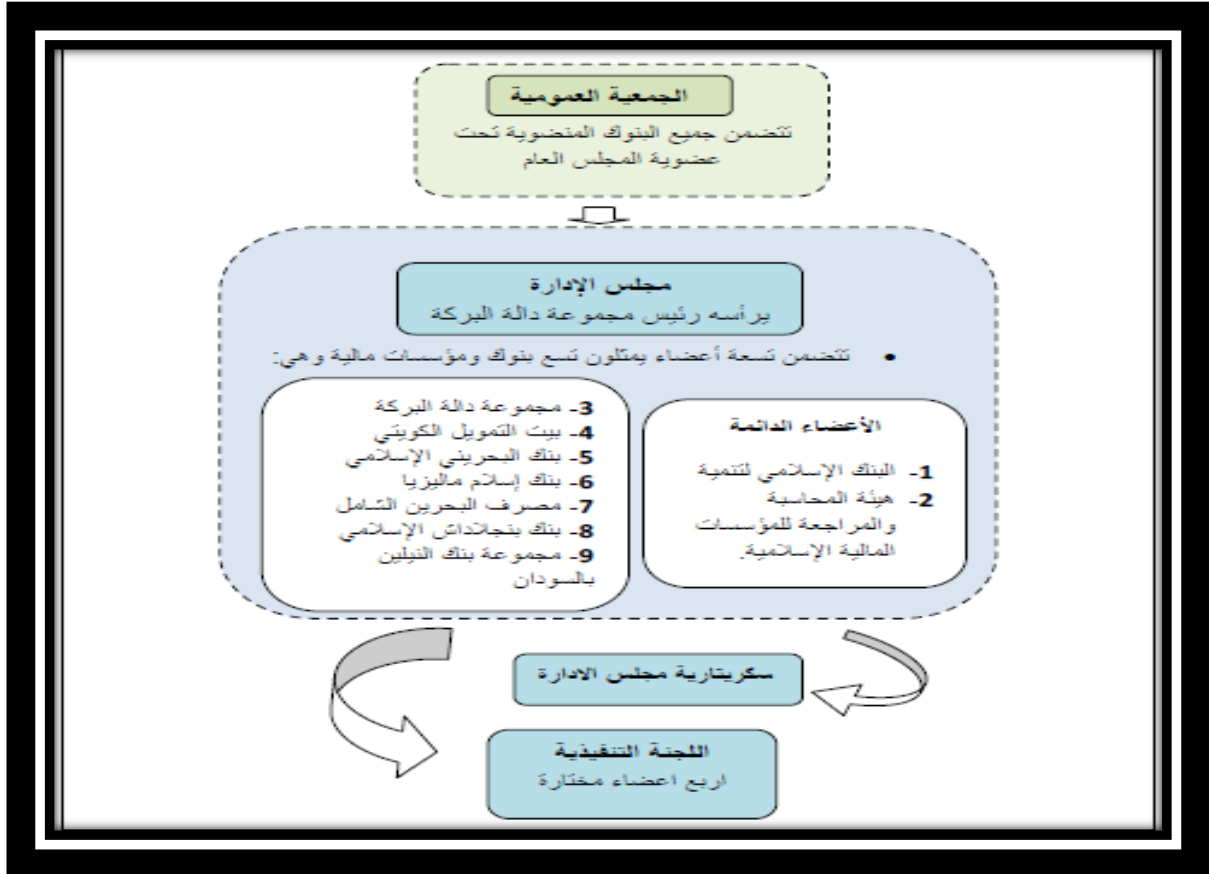 الجمعية العمومية
تتضمن جميع البنوك المنضوية تحت
عضوية المجلس العام
مجلس الإدارة
يرأسه رئيس مجموعة دالة البركة
• تتضمن تسعة أعضاء يمثلون تسع بنوك ومؤسسات مالية وهي:
الأعضاء الدائمة
1- البنك الإسلامي لتنمية
2- هيئة المحاسبة
والمراجعة للمؤسسات
المالية الإسلامية.
3- مجموعة دالة البركة
4- بيت التمويل الكويتي
5- بنك البحريني الإسلامي
6- بنك إسلام ماليزيا
7- مصرف البحرين الشامل
8- بنك بنجلاداش الإسلامي
9- مجموعة بنك النيلين
بالسودان
سكريتارية مجلس الادارة
اللجنة التنفيذية
اربع اعضاء مختارة